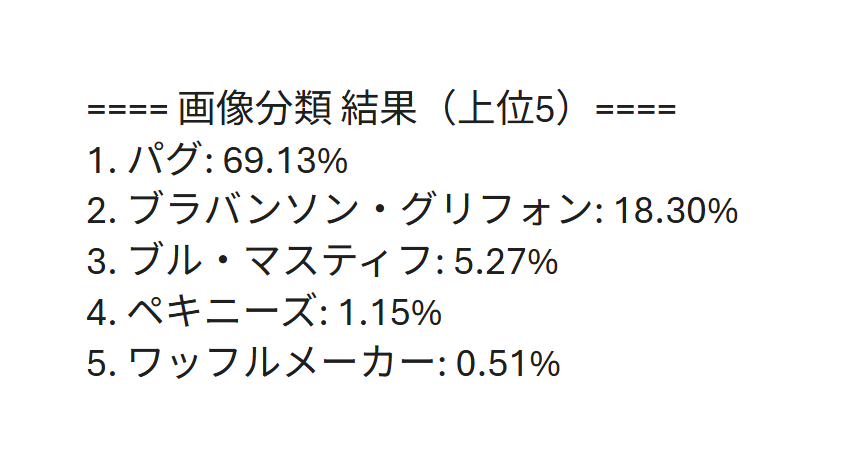 ==== 画像分類 結果（上位5）====
1. パグ: 69.13%
2. ブラバンソン・グリフォン: 18.30%
3. ブル・マスティフ: 5.27%
4. ペキニーズ: 1.15%
5. ワッフルメーカー: 0.51%